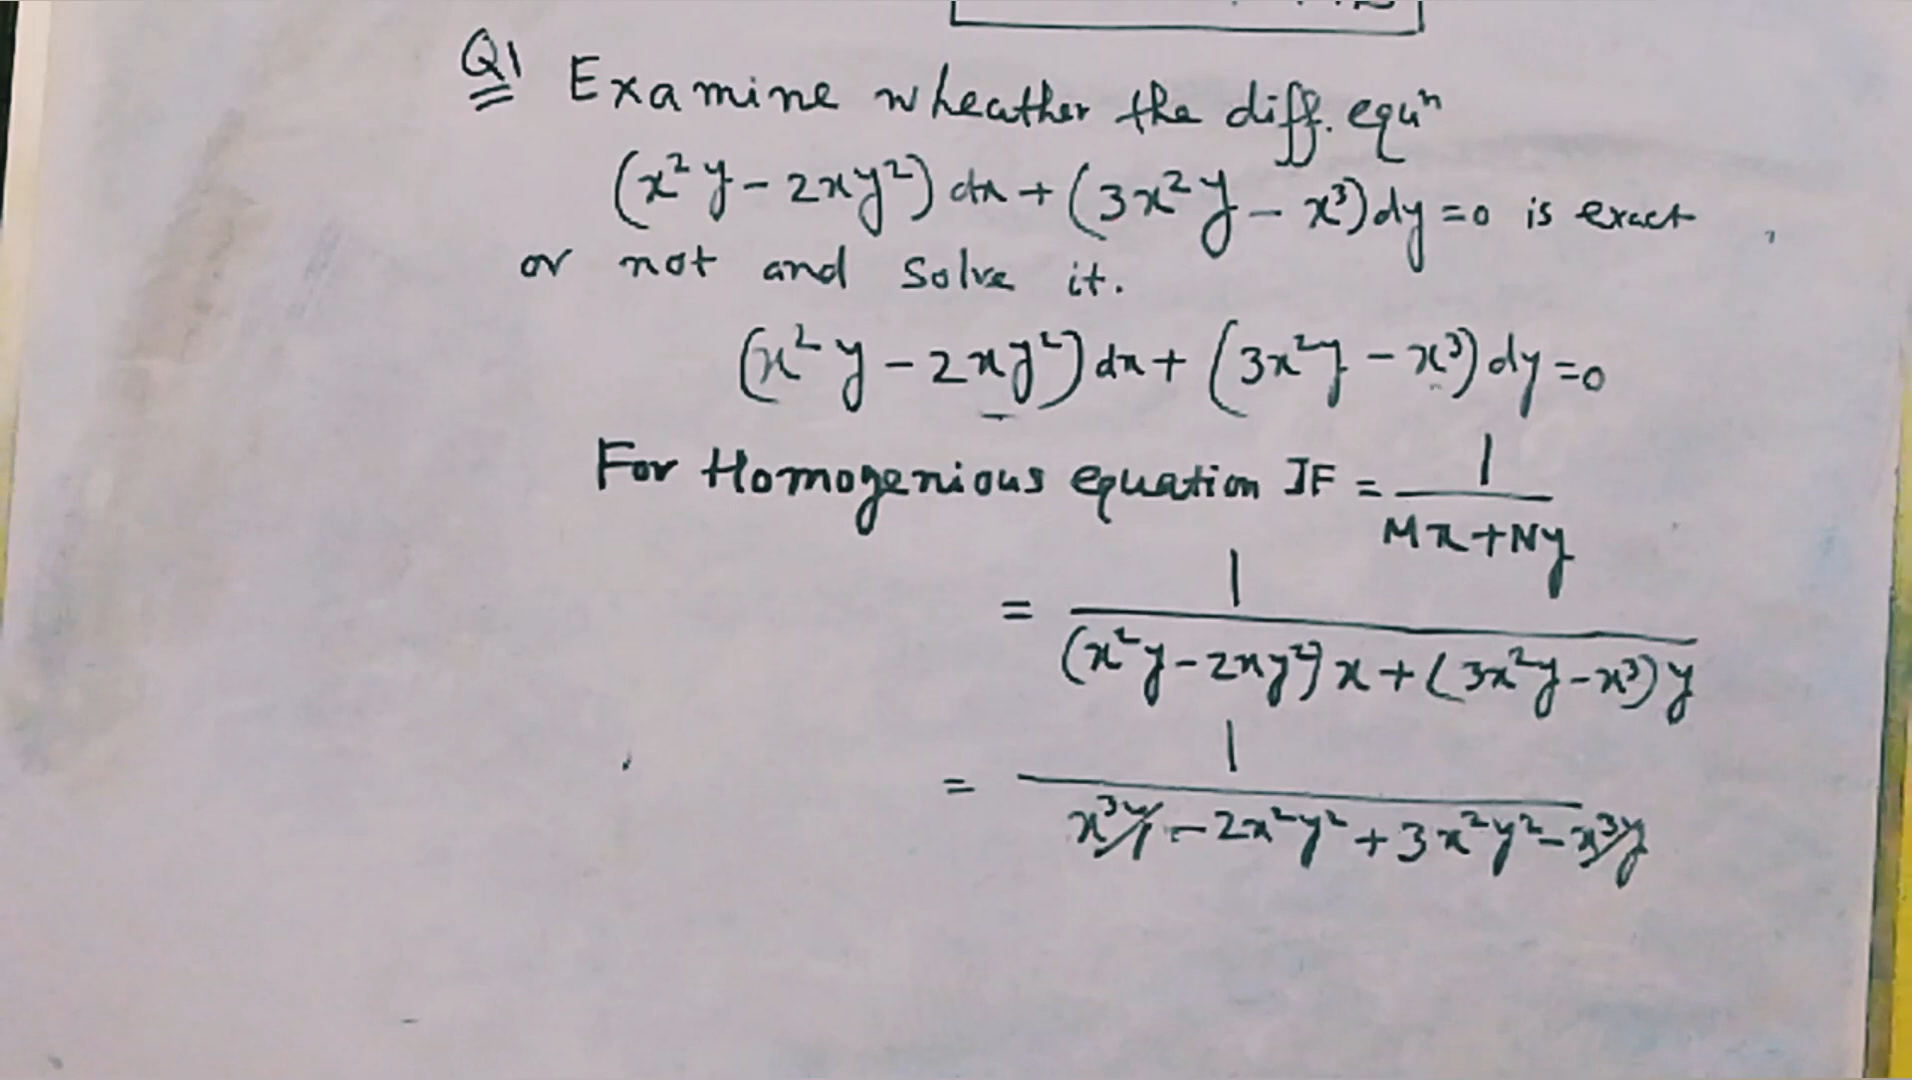 Q1 Examine wheather the diff. equⁿ
(x²y - 2xy²) dx + (3x²y - x³)dy = 0 is exact
or not and Solve it.
(x²y - 2xy²) dx + (3x²y - x³) dy = 0
For Homogenious equation IF = 1/(Mx + Ny)
= 1/((x²y - 2xy²) x + (3x²y - x³) y)
= 1/(x³y - 2x²y² + 3x²y² - x³y)